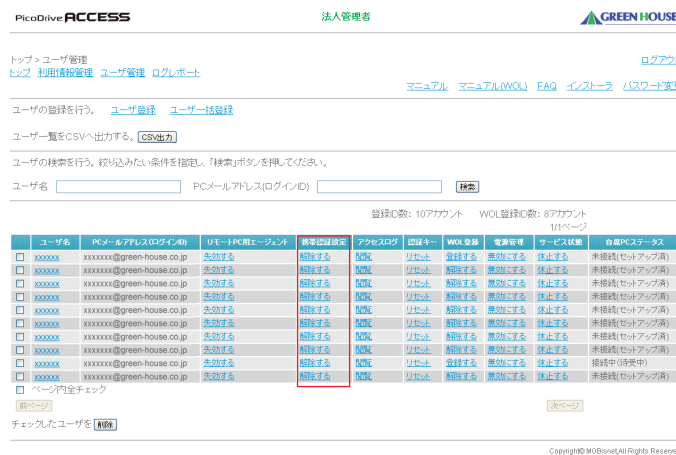 PicoDrive ACCESS 法人管理者 GREEN HOUSE
トップ > ユーザ管理 ログアウ
トップ 利用情報管理 ユーザ管理 ログレポート
マニュアル マニュアル(WOL) FAQ インストーラ パスワード変
ユーザの登録を行う。 ユーザ登録 ユーザー括登録
ユーザ一覧をCSVへ出力する。 CSV出力
ユーザの検索を行う。絞り込みたい条件を指定し、「検索」ボタンを押してください。
ユーザ名 PCメールアドレス(ログインID) 検索
登録ID数: 10アカウント WOL登録ID数: 8アカウント
1/1ページ
ユーザ名 PCメールアドレス(ログインID) リモートPC用エージェント 携帯認証設定 アクセスログ 認証キー WOL登録 電源管理 サービス状態 自席PCステータス
xxxxxx xxxxxxx@green-house.co.jp 失効する 解除する 閲覧 リセット 登録する 無効にする 休止する 未接続(セットアップ済)
xxxxxx xxxxxxx@green-house.co.jp 失効する 解除する 閲覧 リセット 解除する 無効にする 休止する 未接続(セットアップ済)
xxxxxx xxxxxxx@green-house.co.jp 失効する 解除する 閲覧 リセット 解除する 無効にする 休止する 未接続(セットアップ済)
xxxxxx xxxxxxx@green-house.co.jp 失効する 解除する 閲覧 リセット 解除する 無効にする 休止する 未接続(セットアップ済)
xxxxxx xxxxxxx@green-house.co.jp 失効する 解除する 閲覧 リセット 解除する 無効にする 休止する 未接続(セットアップ済)
xxxxxx xxxxxxx@green-house.co.jp 失効する 解除する 閲覧 リセット 解除する 無効にする 休止する 未接続(セットアップ済)
xxxxxx xxxxxxx@green-house.co.jp 失効する 解除する 閲覧 リセット 解除する 無効にする 休止する 未接続(セットアップ済)
xxxxxx xxxxxxx@green-house.co.jp 失効する 解除する 閲覧 リセット 解除する 無効にする 休止する 未接続(セットアップ済)
xxxxxx xxxxxxx@green-house.co.jp 失効する 解除する 閲覧 リセット 登録する 無効にする 休止する 接続中(待受中)
xxxxxx xxxxxxx@green-house.co.jp 失効する 解除する 閲覧 リセット 解除する 無効にする 休止する 未接続(セットアップ済)
ページ内全チェック
前ページ 次ページ
チェックしたユーザを 削除
Copyright© MOBisnet,All Rights Reserve